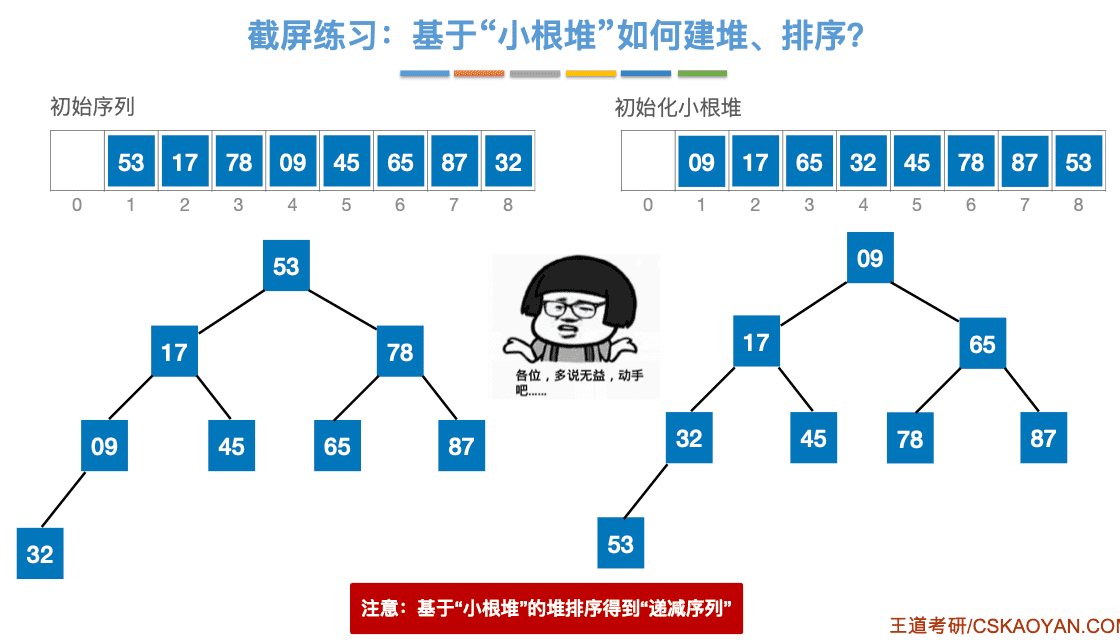 截屏练习：基于“小根堆”如何建堆、排序？
初始序列
53 17 78 09 45 65 87 32
0 1 2 3 4 5 6 7 8
初始化小根堆
09 17 65 32 45 78 87 53
0 1 2 3 4 5 6 7 8
53
17 78
09 45 65 87
32
各位，多说无益，动手
吧......
09
17 65
32 45 78 87
53
注意：基于“小根堆”的堆排序得到“递减序列”
王道考研/CSKAOYAN.COM